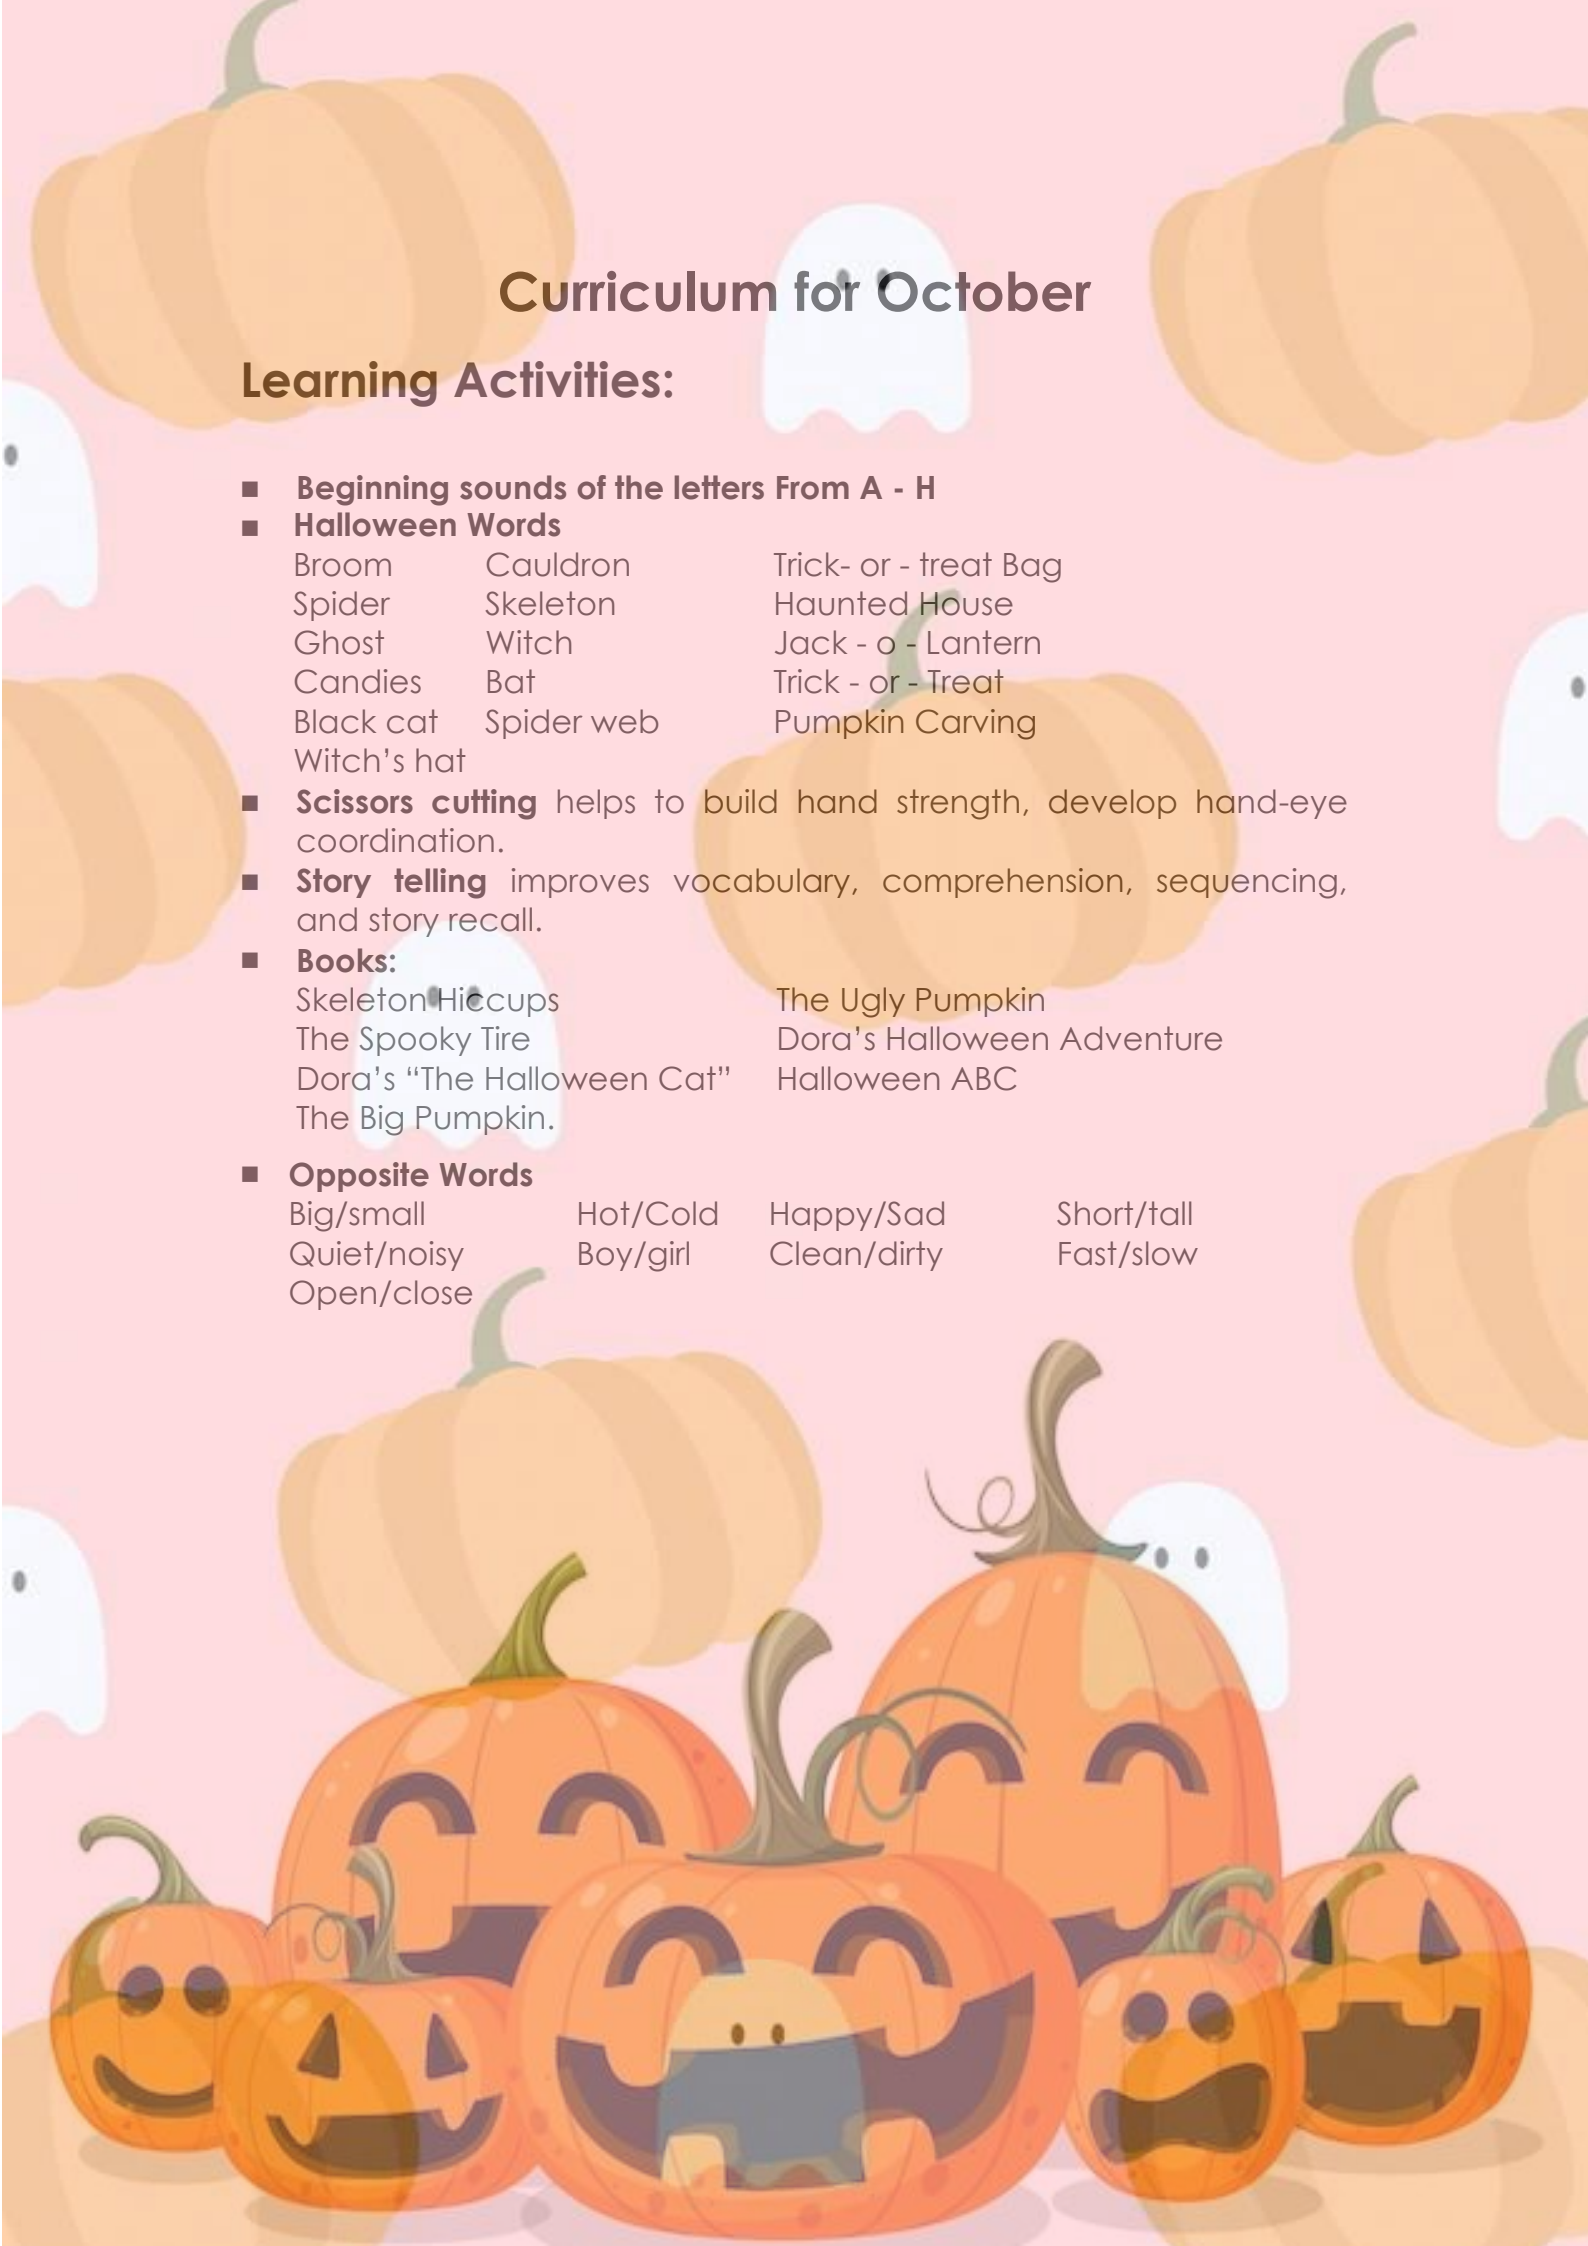 Curriculum for October
Learning Activities:
■ Beginning sounds of the letters From A - H
■ Halloween Words
Broom Cauldron Trick- or - treat Bag
Spider Skeleton Haunted House
Ghost Witch Jack - o - Lantern
Candies Bat Trick - or - Treat
Black cat Spider web Pumpkin Carving
Witch’s hat
■ Scissors cutting helps to build hand strength, develop hand-eye
coordination.
■ Story telling improves vocabulary, comprehension, sequencing,
and story recall.
■ Books:
Skeleton Hiccups The Ugly Pumpkin
The Spooky Tire Dora’s Halloween Adventure
Dora’s “The Halloween Cat” Halloween ABC
The Big Pumpkin.
■ Opposite Words
Big/small Hot/Cold Happy/Sad Short/tall
Quiet/noisy Boy/girl Clean/dirty Fast/slow
Open/close